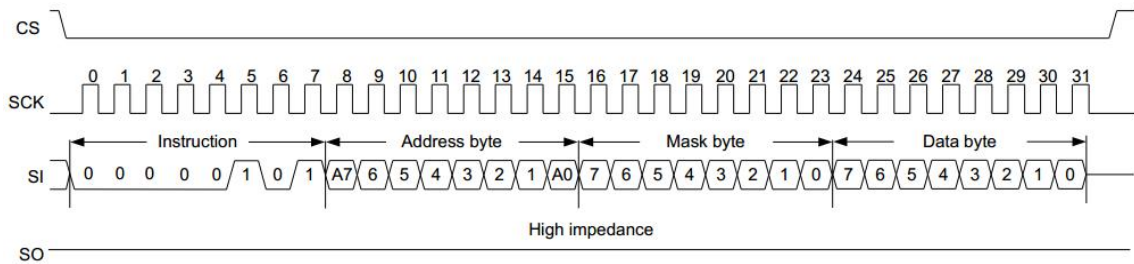 CS
0 1 2 3 4 5 6 7 8 9 10 11 12 13 14 15 16 17 18 19 20 21 22 23 24 25 26 27 28 29 30 31
SCK
Instruction Address byte Mask byte Data byte
SI 0 0 0 0 0 1 0 1 A7 6 5 4 3 2 1 A0 7 6 5 4 3 2 1 0 7 6 5 4 3 2 1 0
High impedance
SO